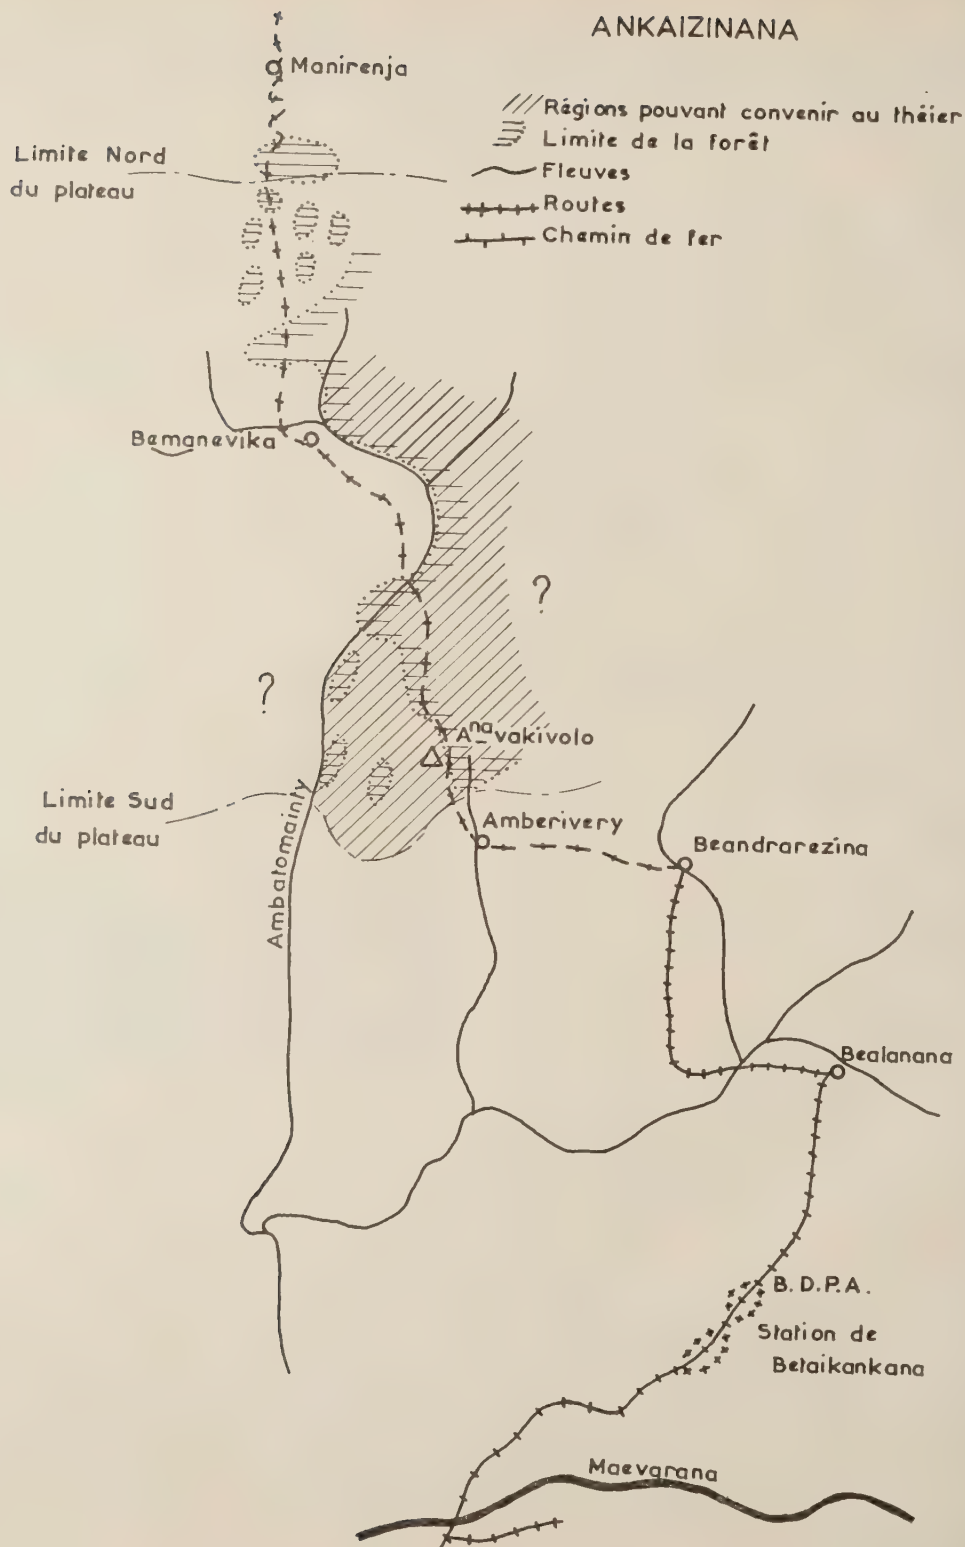 ANKAIZINANA
Manirenja
Régions pouvant convenir au théier
Limite de la forêt
Fleuves
Routes
Chemin de fer
Limite Nord
du plateau
Bemanevika
?
?
Anavakivolo
Limite Sud
du plateau
Ambatomainty
Amberivery
Beandrarezina
Bealanana
B.D.P.A.
Station de
Betaikankana
Maevarana